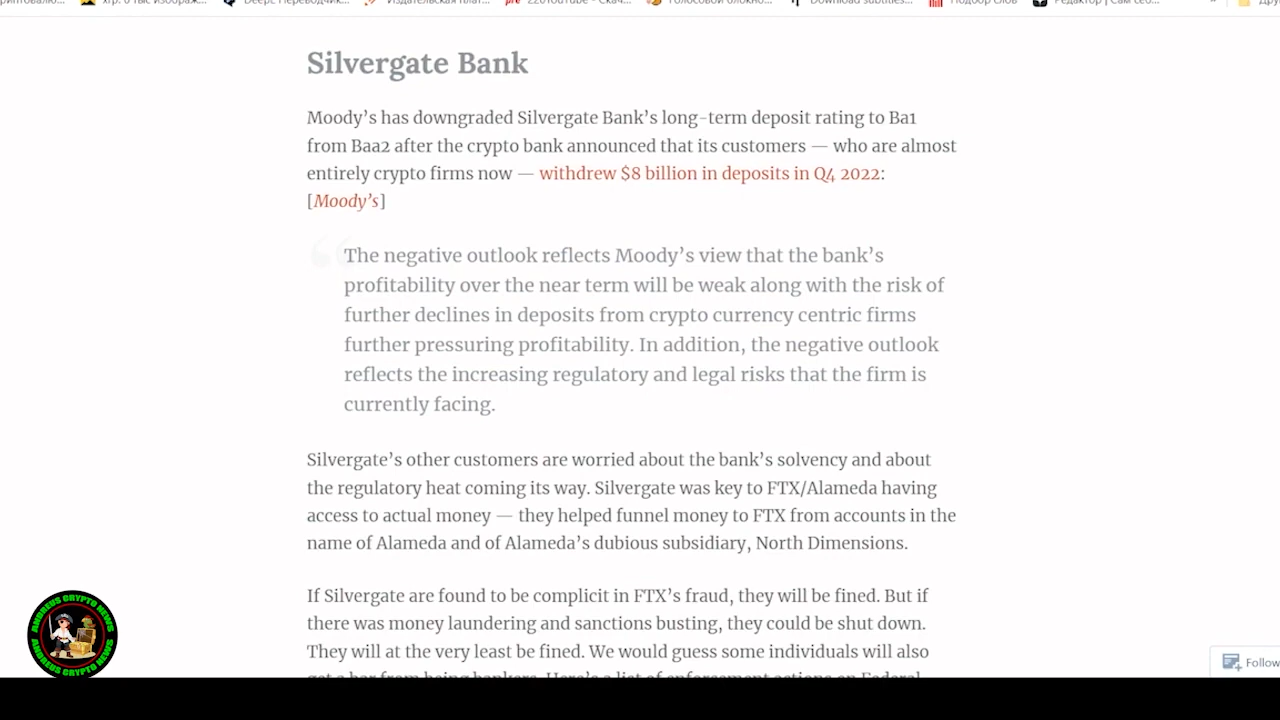 Silvergate Bank
Moody's has downgraded Silvergate Bank's long-term deposit rating to Ba1
from Baa2 after the crypto bank announced that its customers — who are almost
entirely crypto firms now — withdrew $8 billion in deposits in Q4 2022:
[Moody's]
The negative outlook reflects Moody's view that the bank's
profitability over the near term will be weak along with the risk of
further declines in deposits from crypto currency centric firms
further pressuring profitability. In addition, the negative outlook
reflects the increasing regulatory and legal risks that the firm is
currently facing.
Silvergate's other customers are worried about the bank's solvency and about
the regulatory heat coming its way. Silvergate was key to FTX/Alameda having
access to actual money — they helped funnel money to FTX from accounts in the
name of Alameda and of Alameda's dubious subsidiary, North Dimensions.
If Silvergate are found to be complicit in FTX's fraud, they will be fined. But if
there was money laundering and sanctions busting, they could be shut down.
They will at the very least be fined. We would guess some individuals will also
ANDREUS CRYPTO NEWS
ANDREUS CRYPTO NEWS
Follow